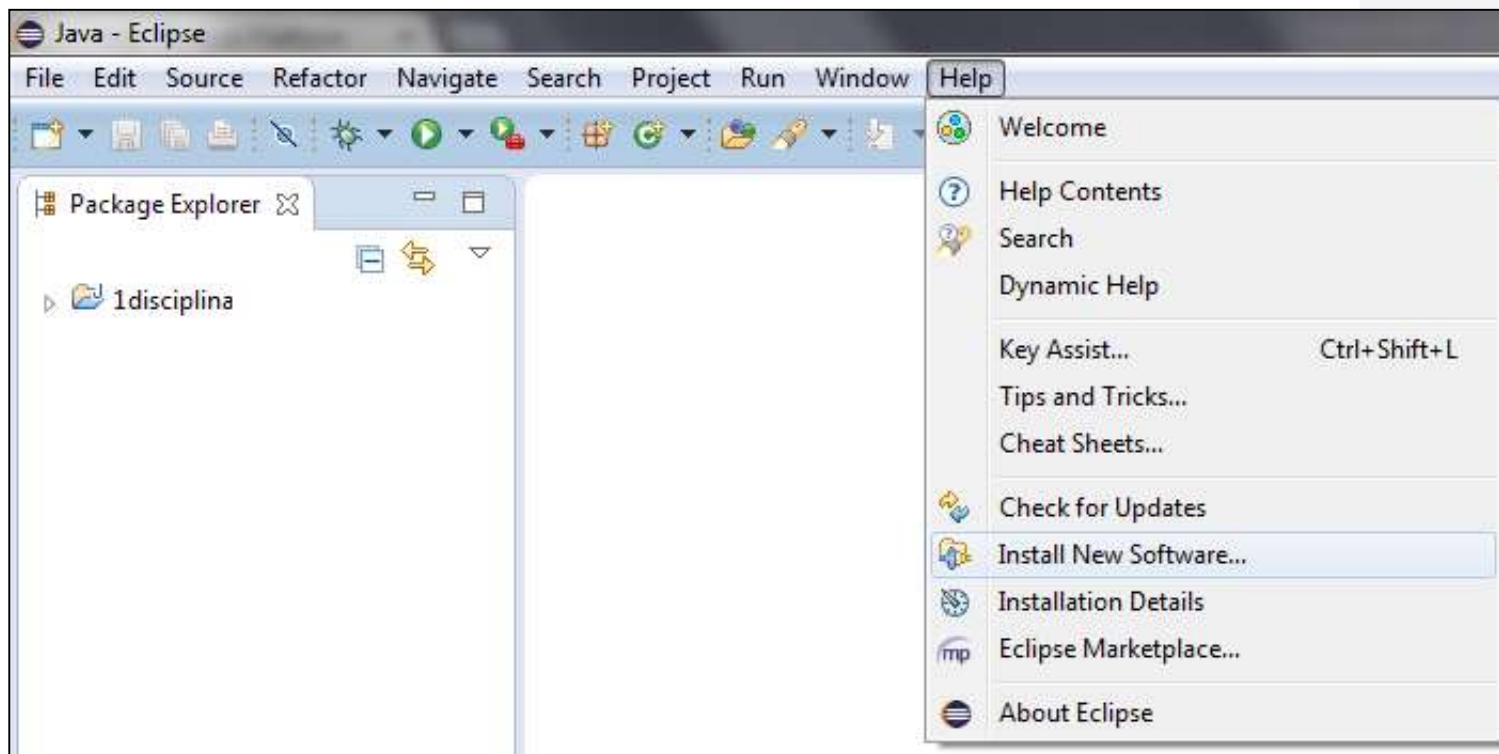 Java - Eclipse
File Edit Source Refactor Navigate Search Project Run Window Help
Package Explorer
1disciplina
Welcome
Help Contents
Search
Dynamic Help
Key Assist... Ctrl+Shift+L
Tips and Tricks...
Cheat Sheets...
Check for Updates
Install New Software...
Installation Details
mp Eclipse Marketplace...
About Eclipse